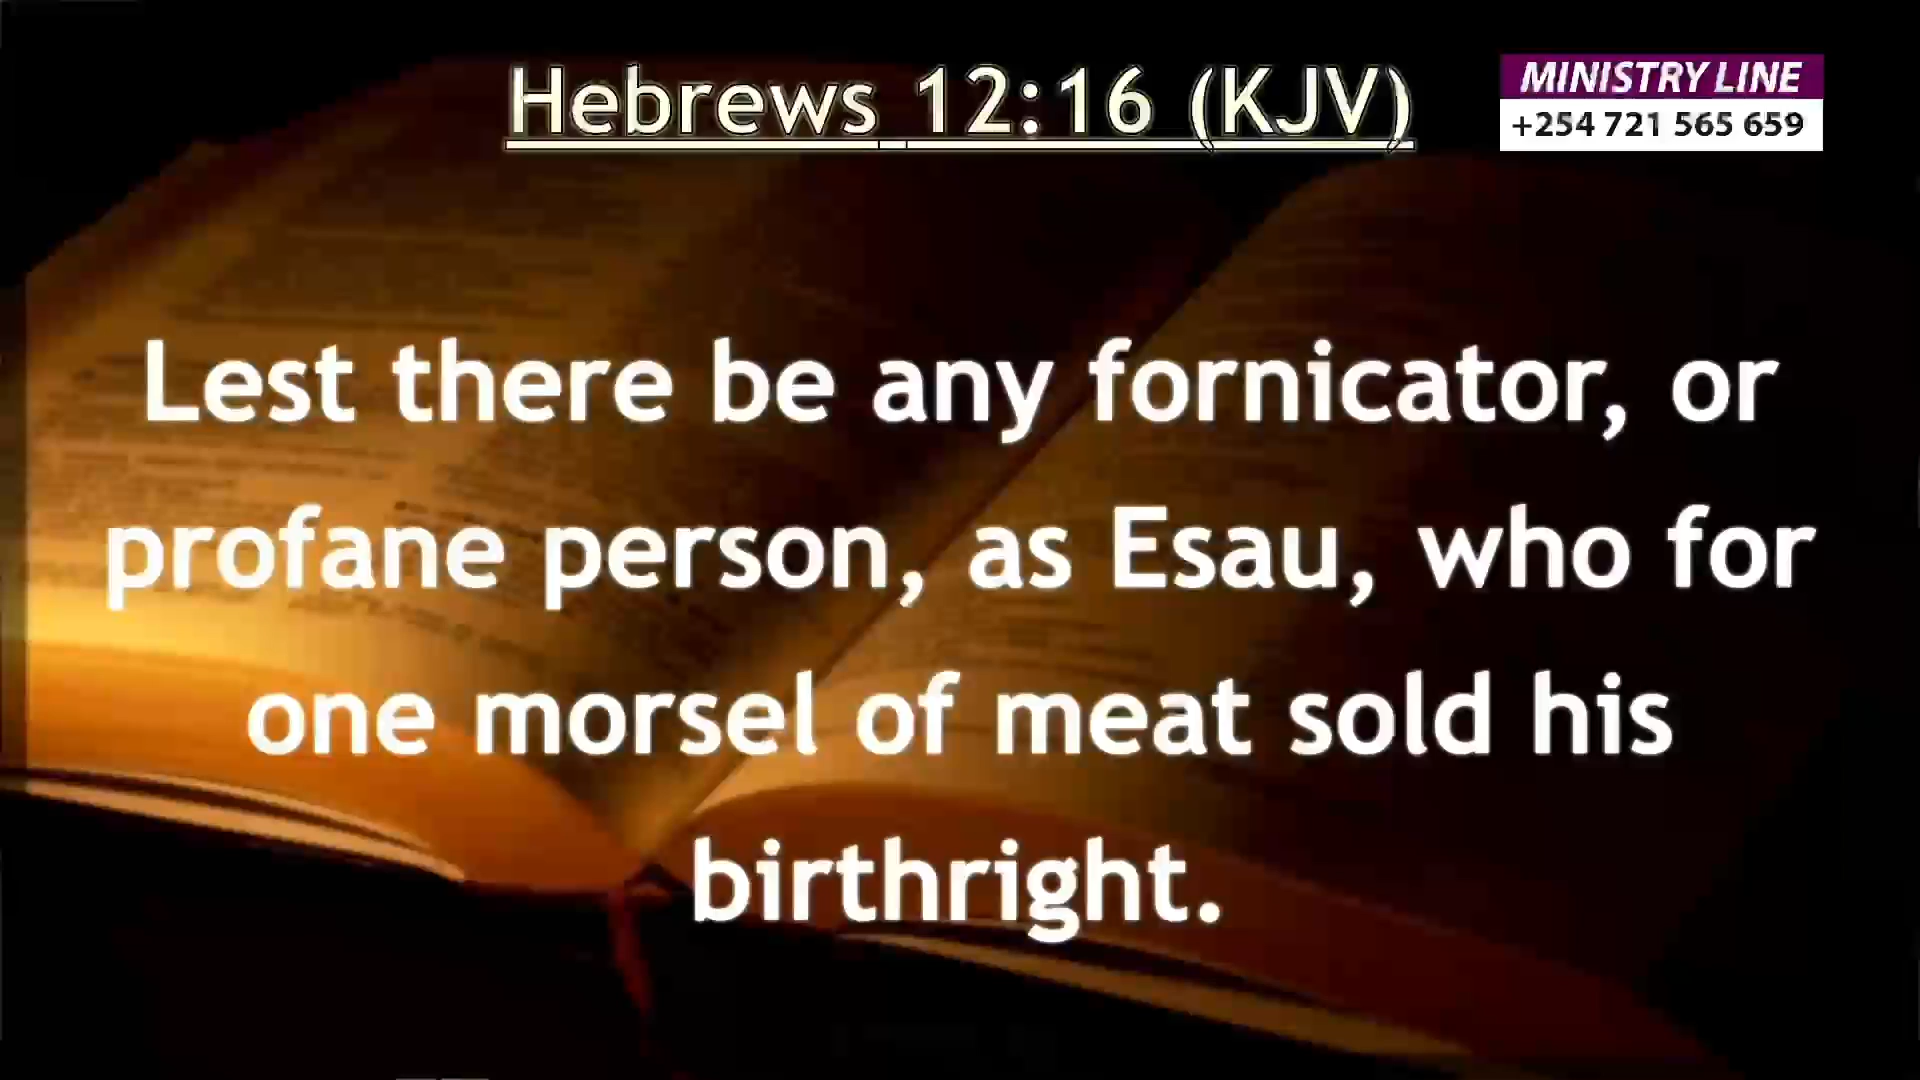 Hebrews 12:16 (KJV)
MINISTRY LINE
+254 721 565 659
Lest there be any fornicator, or
profane person, as Esau, who for
one morsel of meat sold his
birthright.